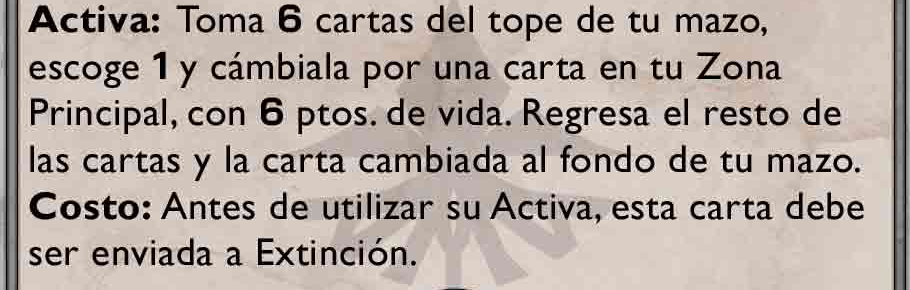 Activa: Toma 6 cartas del tope de tu mazo,
escoge 1 y cámbiala por una carta en tu Zona
Principal, con 6 ptos. de vida. Regresa el resto de
las cartas y la carta cambiada al fondo de tu mazo.
Costo: Antes de utilizar su Activa, esta carta debe
ser enviada a Extinción.